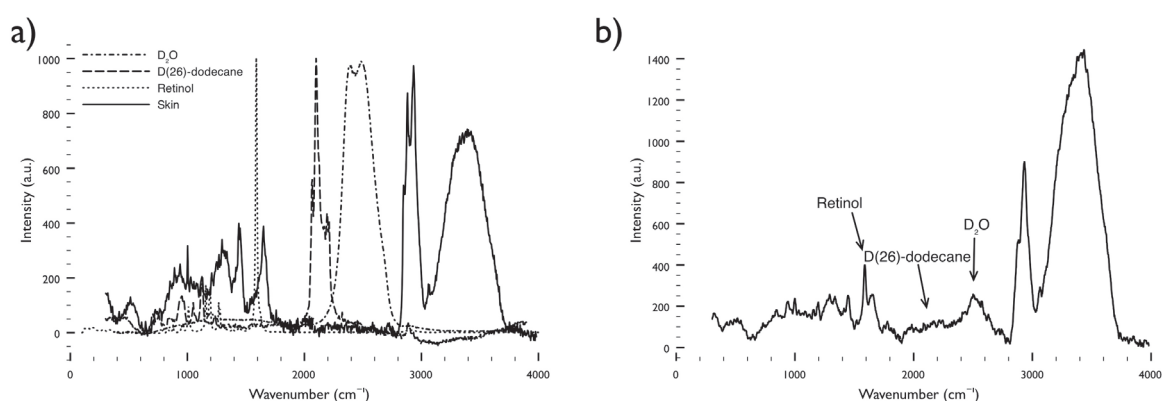 a)
D₂O
D(26)-dodecane
Retinol
Skin
1000
800
600
400
200
0
Intensity (a.u.)
0 1000 2000 3000 4000
Wavenumber (cm⁻¹)
b)
1400
1200
1000
800
600
400
200
0
Intensity (a.u.)
Retinol
D₂O
D(26)-dodecane
0 1000 2000 3000 4000
Wavenumber (cm⁻¹)